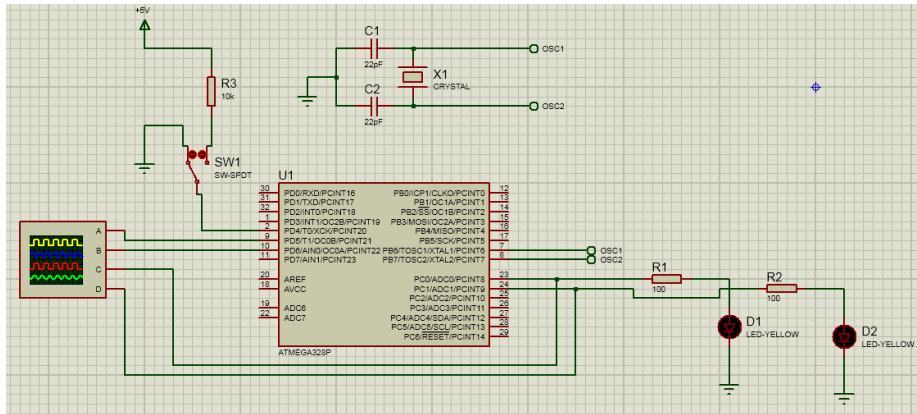 +5V
R3
10k
C1
22pF
X1
CRYSTAL
OSC1
C2
22pF
OSC2
SW1
SW-SPDT
U1
30 PD0/RXD/PCINT16 PB0/ICP1/CLKO/PCINT0 12
31 PD1/TXD/PCINT17 PB1/OC1A/PCINT1 13
32 PD2/INT0/PCINT18 PB2/SS/OC1B/PCINT2 14
1 PD3/INT1/OC2B/PCINT19 PB3/MOSI/OC2A/PCINT3 15
2 PD4/T0/XCK/PCINT20 PB4/MISO/PCINT4 16
9 PD5/T1/OC0B/PCINT21 PB5/SCK/PCINT5 17
10 PD6/AIN0/OC0A/PCINT22 PB6/TOSC1/XTAL1/PCINT6 7 OSC1
11 PD7/AIN1/PCINT23 PB7/TOSC2/XTAL2/PCINT7 8 OSC2
A
B
C
D
20 AREF PC0/ADC0/PCINT8 23
18 AVCC PC1/ADC1/PCINT9 24
PC2/ADC2/PCINT10 25
19 ADC6 PC3/ADC3/PCINT11 26
22 ADC7 PC4/ADC4/SDA/PCINT12 27
PC5/ADC5/SCL/PCINT13 28
PC6/RESET/PCINT14 29
ATMEGA328P
R1
100
R2
100
D1
LED-YELLOW
D2
LED-YELLOW